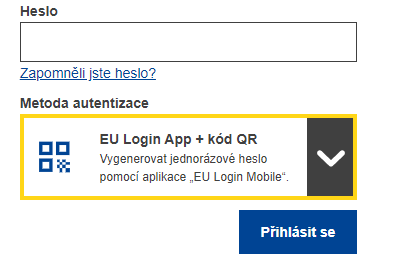 Heslo
Zapomněli jste heslo?
Metoda autentizace
EU Login App + kód QR
Vygenerovat jednorázové heslo
pomocí aplikace „EU Login Mobile“.
Přihlásit se